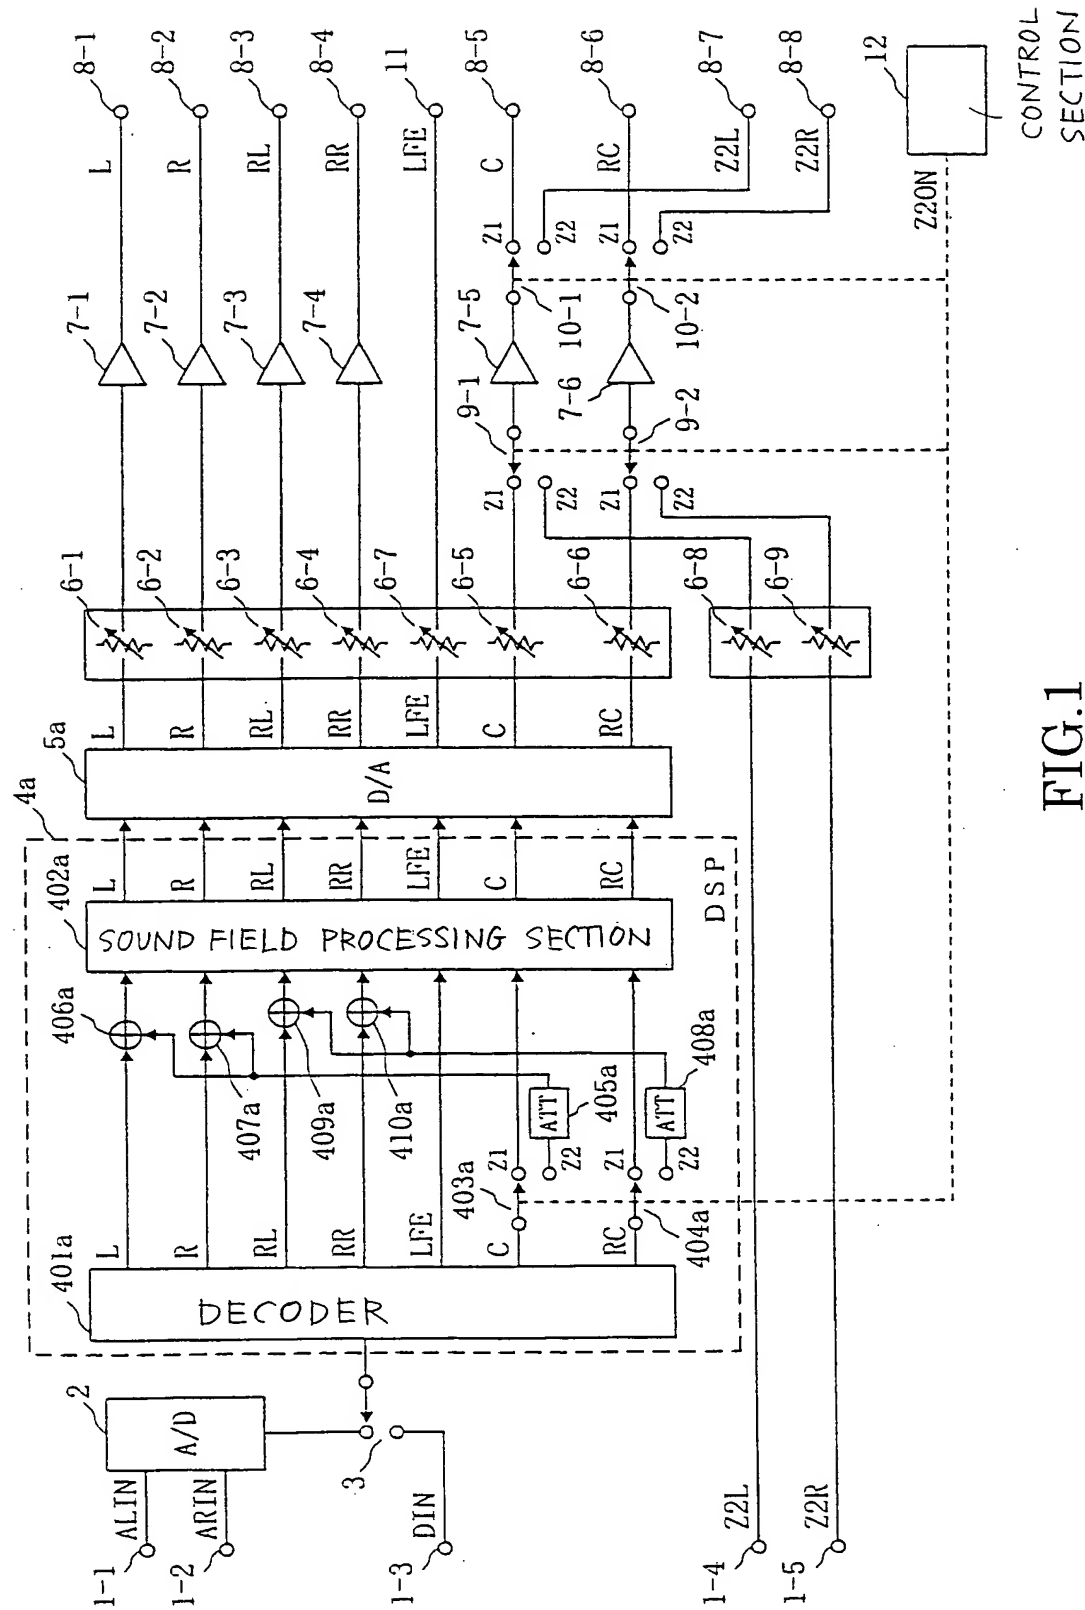 1-1
ALIN
1-2
ARIN
1-3
DIN
1-4
Z2L
1-5
Z2R
2
A/D
3
4a
401a
DECODER
L
R
RL
RR
LFE
C
RC
403a
404a
Z1
Z2
Z1
Z2
ATT
405a
ATT
408a
406a
407a
409a
410a
402a
SOUND FIELD PROCESSING SECTION
DSP
L
R
RL
RR
LFE
C
RC
5a
D/A
L
R
RL
RR
LFE
C
RC
6-1
6-2
6-3
6-4
6-7
6-5
6-6
6-8
6-9
Z1
Z2
Z1
Z2
9-1
9-2
7-1
7-2
7-3
7-4
7-5
7-6
10-1
10-2
Z1
Z2
Z1
Z2
L
R
RL
RR
LFE
C
RC
Z2L
Z2R
8-1
8-2
8-3
8-4
11
8-5
8-6
8-7
8-8
Z2ON
12
CONTROL
SECTION
FIG.1